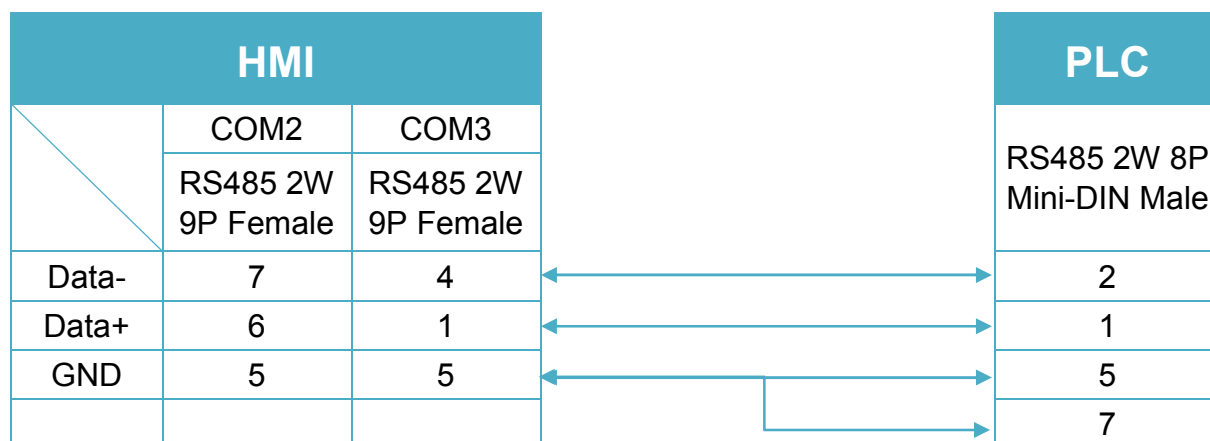 HMI PLC
COM2 COM3
RS485 2W RS485 2W RS485 2W 8P
9P Female 9P Female Mini-DIN Male
Data- 7 4 2
Data+ 6 1 1
GND 5 5 5
7